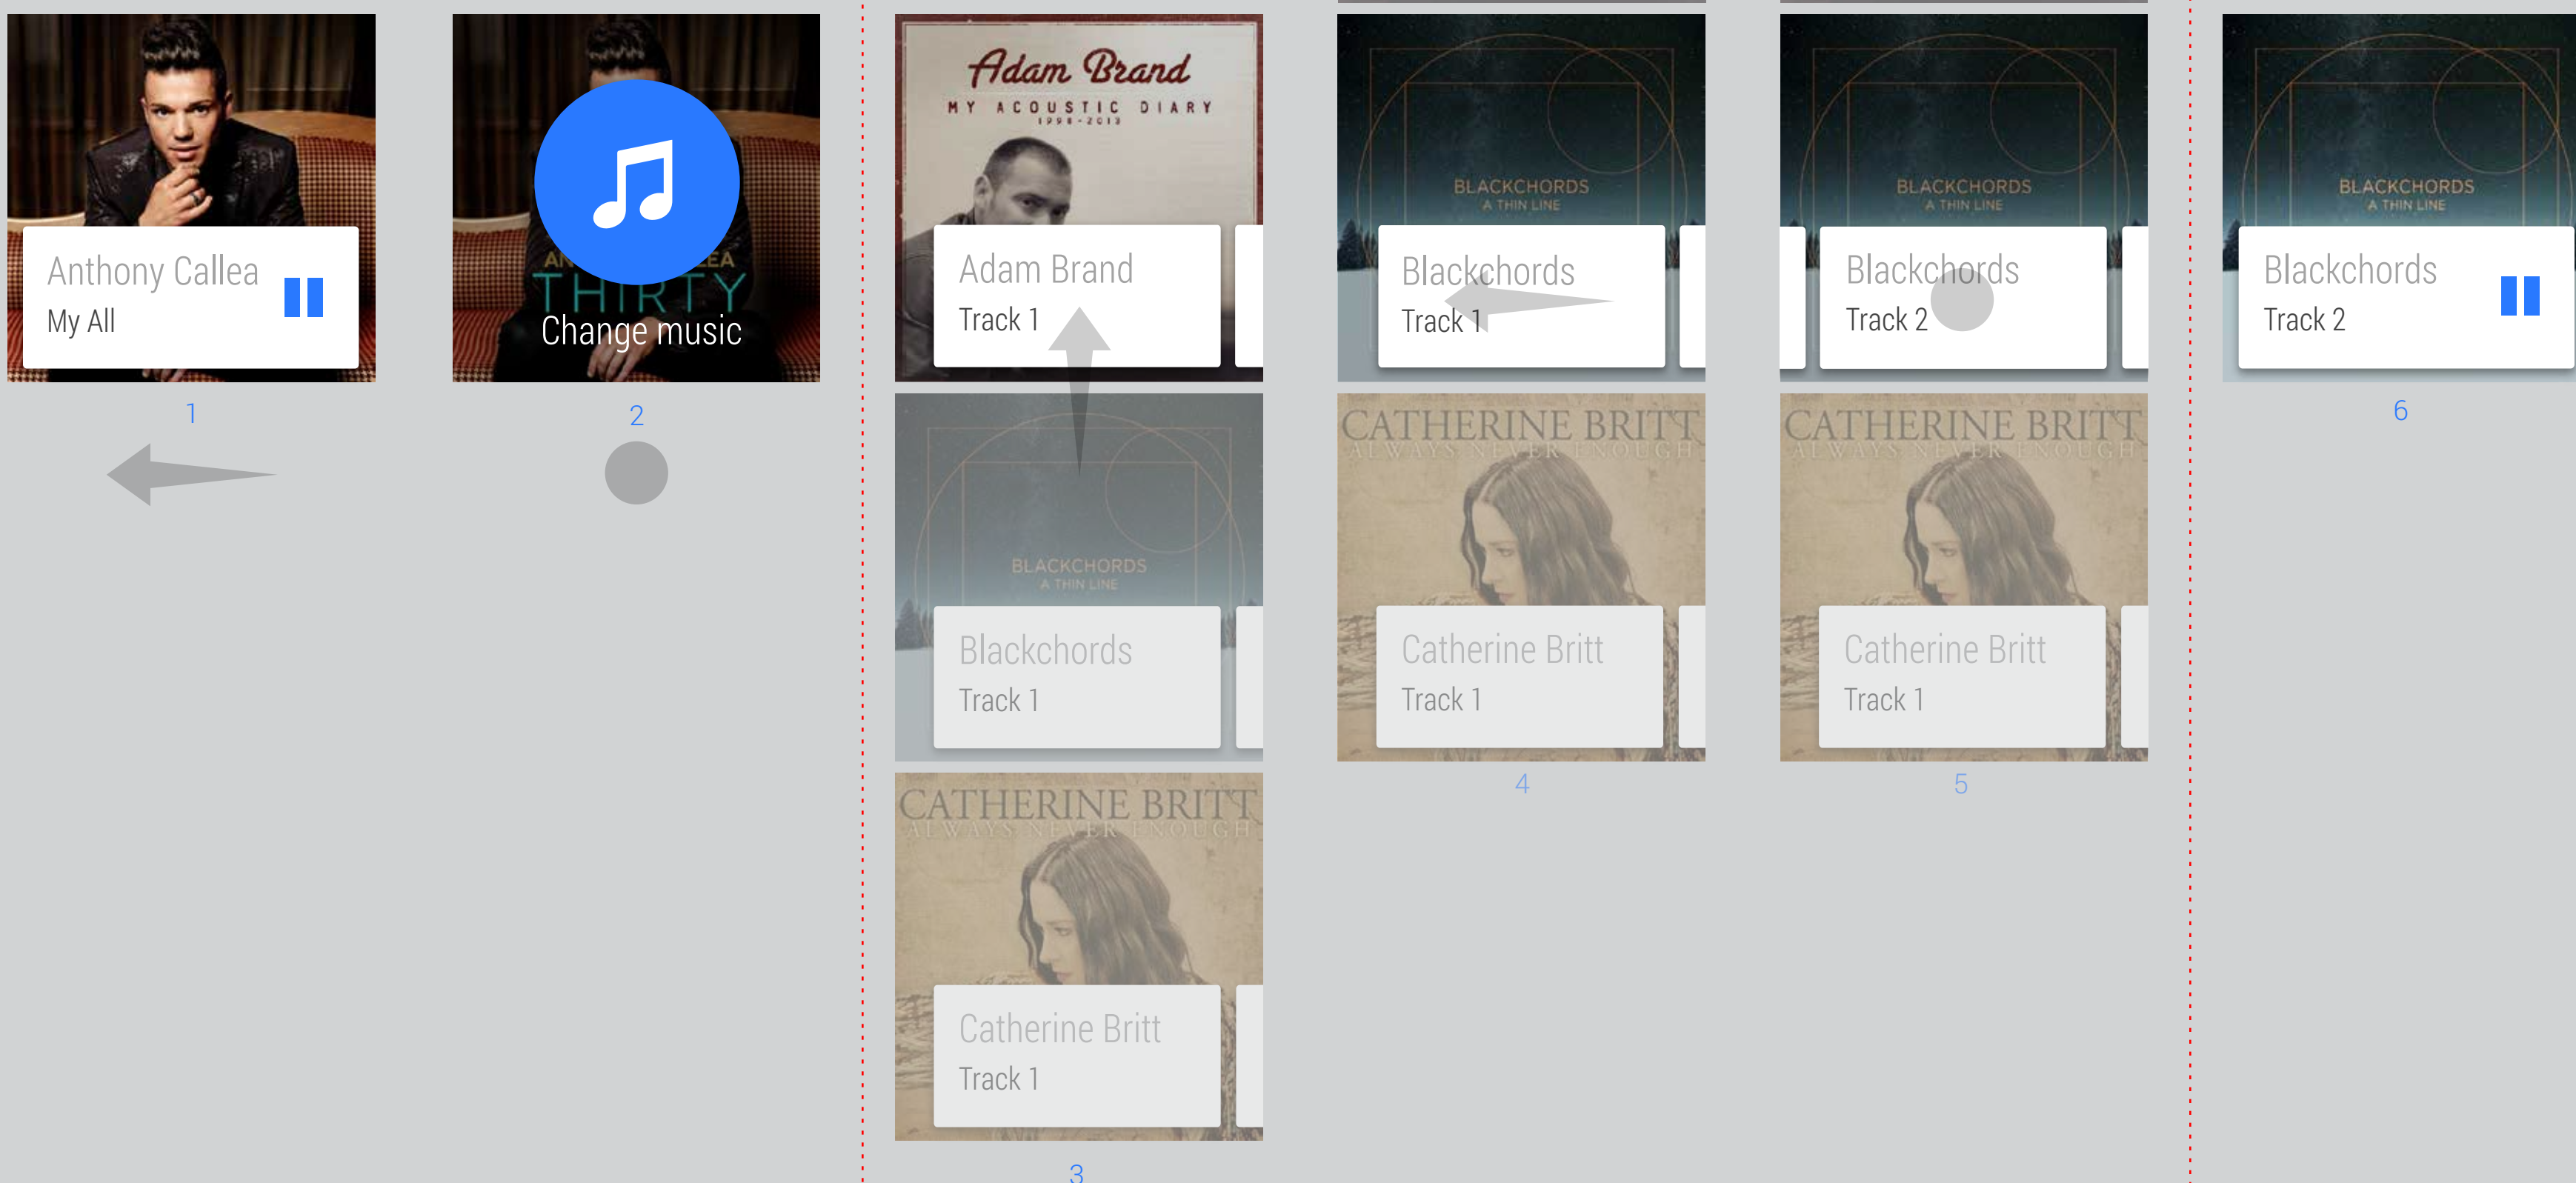 Anthony Callea
My All
1
THIRTY
Change music
2
Adam Brand
MY ACOUSTIC DIARY
1998-2013
Adam Brand
Track 1
BLACKCHORDS
A THIN LINE
Blackchords
Track 1
CATHERINE BRITT
ALWAYS NEVER ENOUGH
Catherine Britt
Track 1
3
BLACKCHORDS
A THIN LINE
Blackchords
Track 1
CATHERINE BRITT
ALWAYS NEVER ENOUGH
Catherine Britt
Track 1
4
BLACKCHORDS
A THIN LINE
Blackchords
Track 2
CATHERINE BRITT
ALWAYS NEVER ENOUGH
Catherine Britt
Track 1
5
BLACKCHORDS
A THIN LINE
Blackchords
Track 2
6